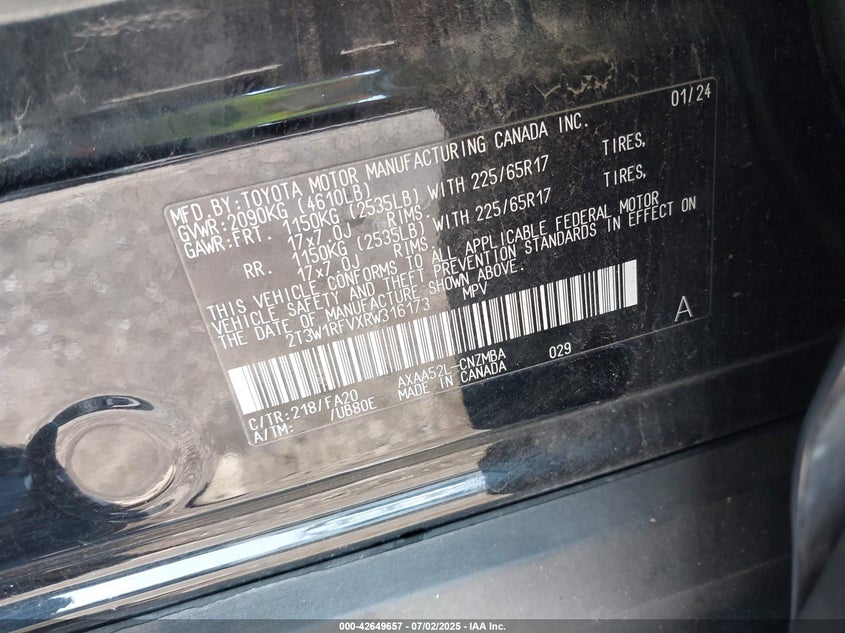 01/24
MFD.BY:TOYOTA MOTOR MANUFACTURING CANADA INC.
GVWR:2090KG (4610LB)
GAWR:FRT. 1150KG (2535LB) WITH 225/65R17 TIRES,
17x7.0J RIMS.
RR. 1150KG (2535LB) WITH 225/65R17 TIRES,
17x7.0J RIMS.
THIS VEHICLE CONFORMS TO ALL APPLICABLE FEDERAL MOTOR
VEHICLE SAFETY AND THEFT PREVENTION STANDARDS IN EFFECT ON
THE DATE OF MANUFACTURE SHOWN ABOVE.
2T3W1RFVXRW316173 MPV
A
C/TR:218/FA20 AXAA52L-CNZMBA 029
A/TM: /UB80E MADE IN CANADA
000-42649657 - 07/02/2025 - IAA Inc.